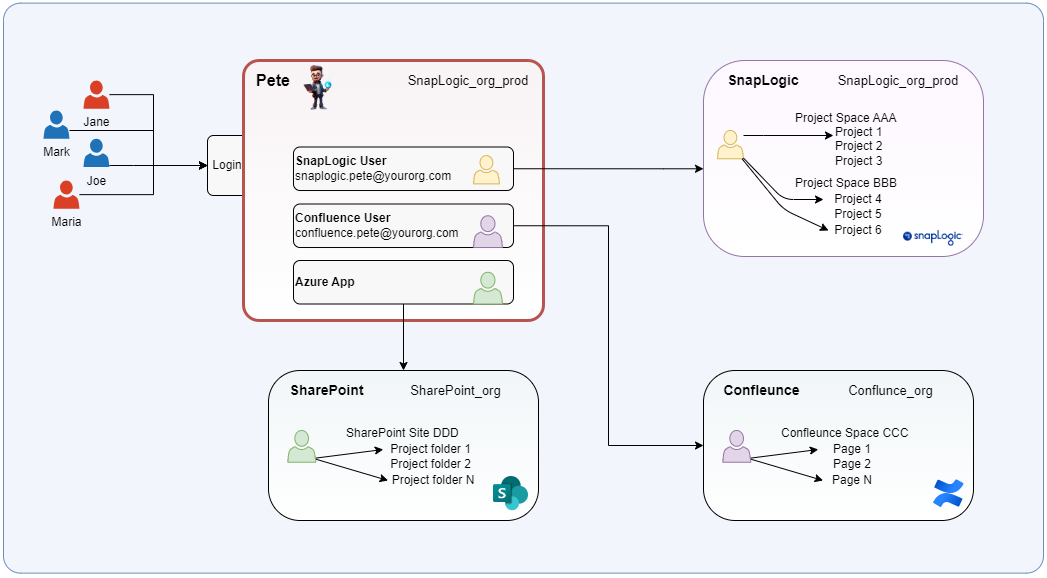 Jane
Mark
Joe
Maria
Login
Pete
SnapLogic_org_prod
SnapLogic User
snaplogic.pete@yourorg.com
Confluence User
confluence.pete@yourorg.com
Azure App
SnapLogic
SnapLogic_org_prod
Project Space AAA
Project 1
Project 2
Project 3
Project Space BBB
Project 4
Project 5
Project 6
snapLogic
SharePoint
SharePoint_org
SharePoint Site DDD
Project folder 1
Project folder 2
Project folder N
S
Confleunce
Conflunce_org
Confleunce Space CCC
Page 1
Page 2
Page N